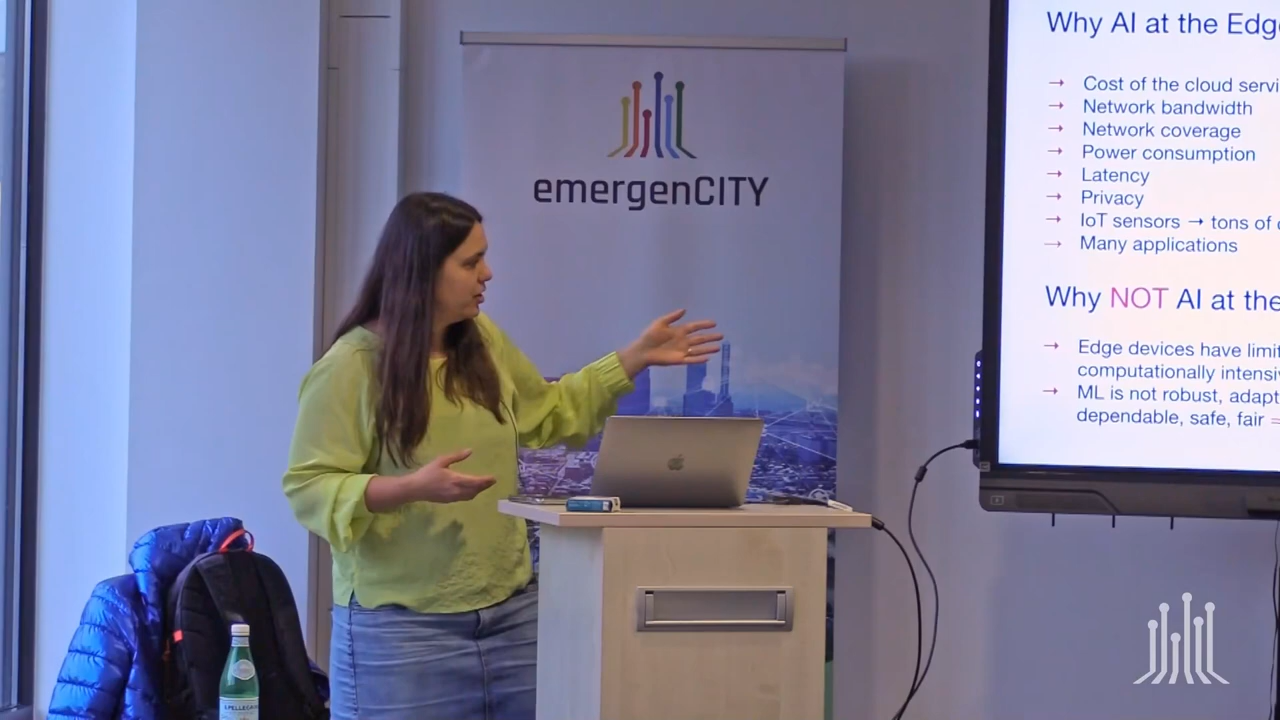 emergenCITY
Why AI at the Edg
→ Cost of the cloud servi
→ Network bandwidth
→ Network coverage
→ Power consumption
→ Latency
→ Privacy
→ IoT sensors → tons of
→ Many applications
Why NOT AI at the
→ Edge devices have limit
computationally intensi
→ ML is not robust, adapt
dependable, safe, fair =
S.PELLEGRI